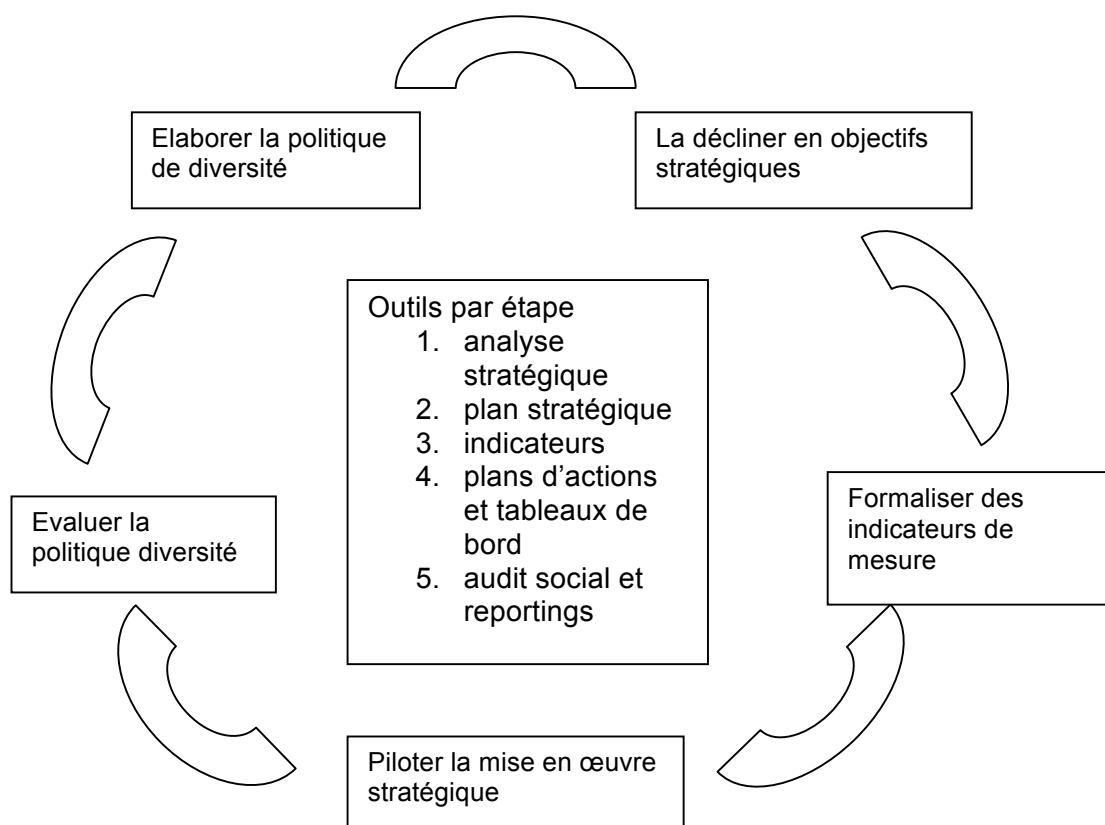 Elaborer la politique
de diversité
La décliner en objectifs
stratégiques
Outils par étape
1. analyse
stratégique
2. plan stratégique
3. indicateurs
4. plans d’actions
et tableaux de
bord
5. audit social et
reportings
Formaliser des
indicateurs de
mesure
Piloter la mise en œuvre
stratégique
Evaluer la
politique diversité